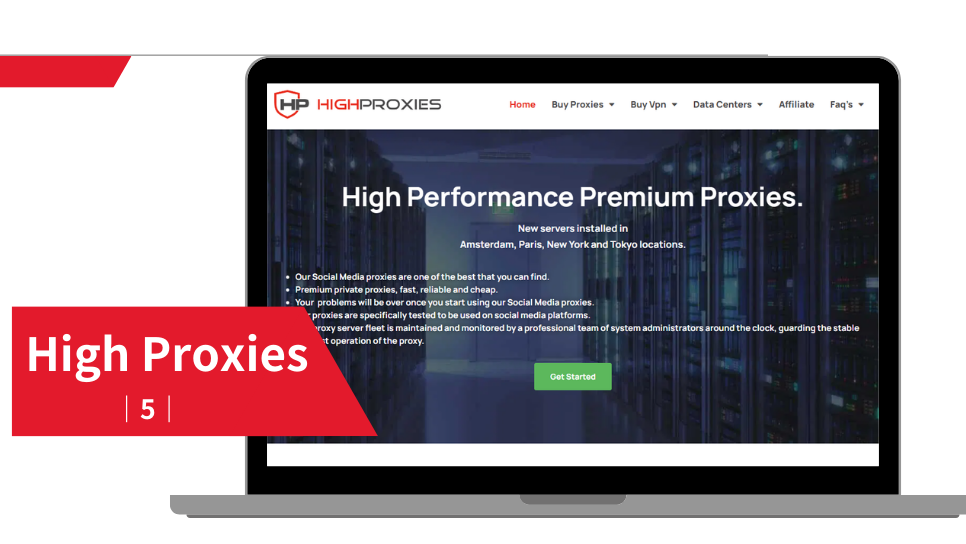 HP HIGHPROXIES
Home Buy Proxies Buy Vpn Data Centers Affiliate Faq's
High Performance Premium Proxies.
New servers installed in
Amsterdam, Paris, New York and Tokyo locations.
Our Social Media proxies are one of the best that you can find.
Premium private proxies, fast, reliable and cheap.
Your problems will be over once you start using our Social Media proxies.
proxies are specifically tested to be used on social media platforms.
server fleet is maintained and monitored by a professional team of system administrators around the clock, guarding the stable
operation of the proxy.
Get Started
High Proxies
| 5 |